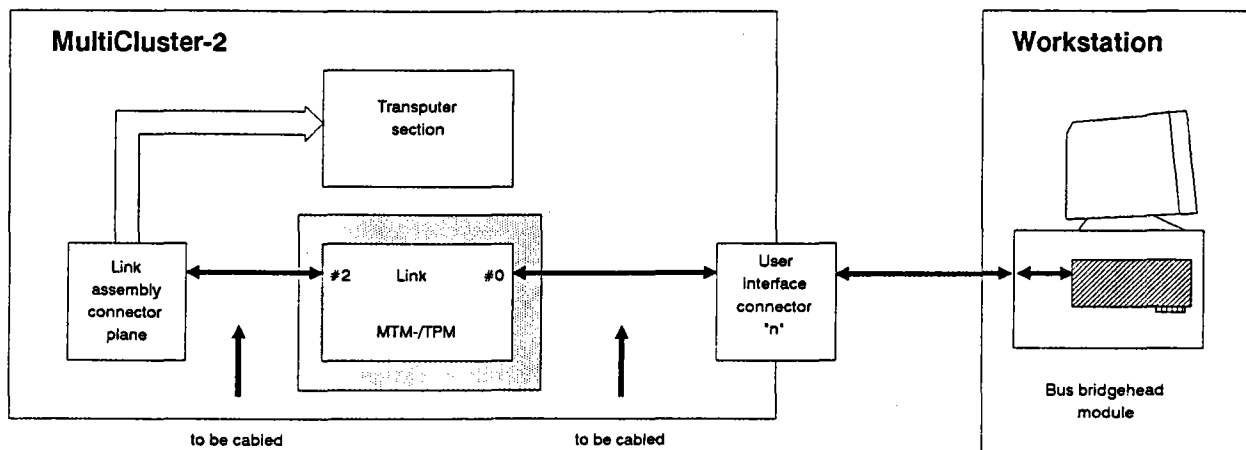 MultiCluster-2
Workstation
Transputer
section
Link
assembly
connector
plane
#2 Link #0
MTM-/TPM
User
interface
connector
"n"
Bus bridgehead
module
to be cabled
to be cabled